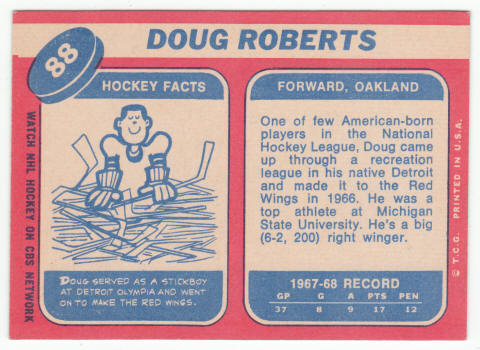 88
DOUG ROBERTS
HOCKEY FACTS
DOUG SERVED AS A STICKBOY
AT DETROIT OLYMPIA AND WENT
ON TO MAKE THE RED WINGS.
FORWARD, OAKLAND
One of few American-born
players in the National
Hockey League, Doug came
up through a recreation
league in his native Detroit
and made it to the Red
Wings in 1966. He was a
top athlete at Michigan
State University. He's a big
(6-2, 200) right winger.
1967-68 RECORD
GP G A PTS PEN
37 8 9 17 12
WATCH NHL HOCKEY ON CBS NETWORK
© T.C.G. PRINTED IN U.S.A.